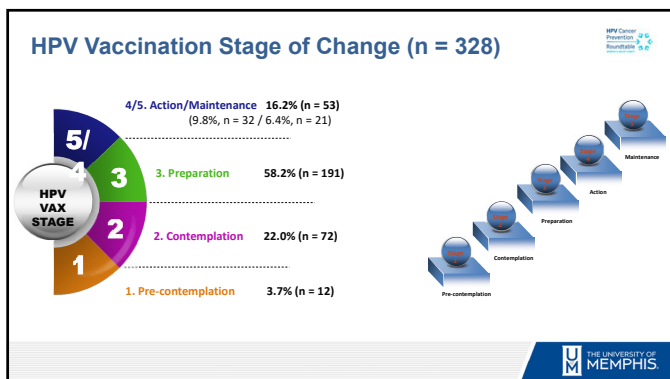 HPV Vaccination Stage of Change (n = 328)
HPV Cancer
Prevention
Roundtable
4/5. Action/Maintenance 16.2% (n = 53)
(9.8%, n = 32 / 6.4%, n = 21)
3. Preparation 58.2% (n = 191)
2. Contemplation 22.0% (n = 72)
1. Pre-contemplation 3.7% (n = 12)
5/
4
3
2
1
HPV
VAX
STAGE
Maintenance
Action
Preparation
Contemplation
Pre-contemplation
UM
THE UNIVERSITY OF
MEMPHIS.